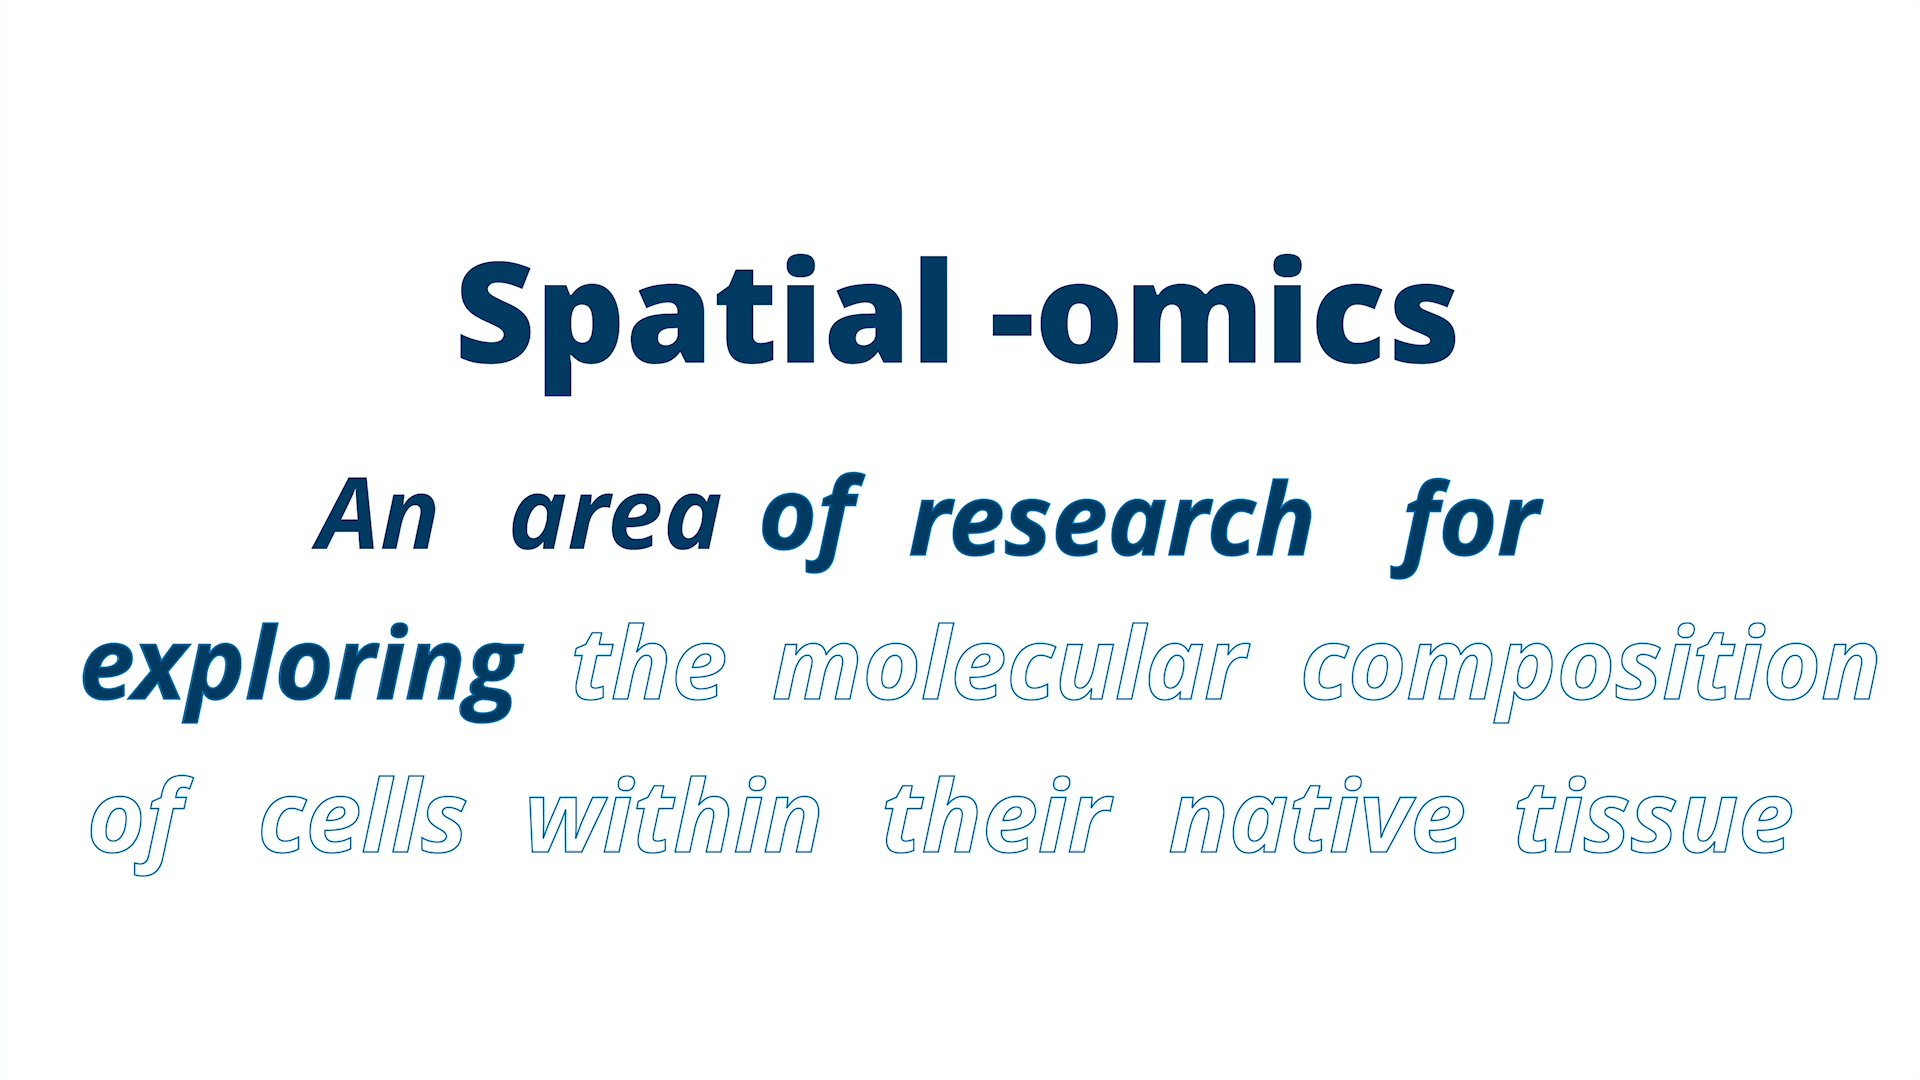 Spatial -omics
An area of research for
exploring the molecular composition
of cells within their native tissue